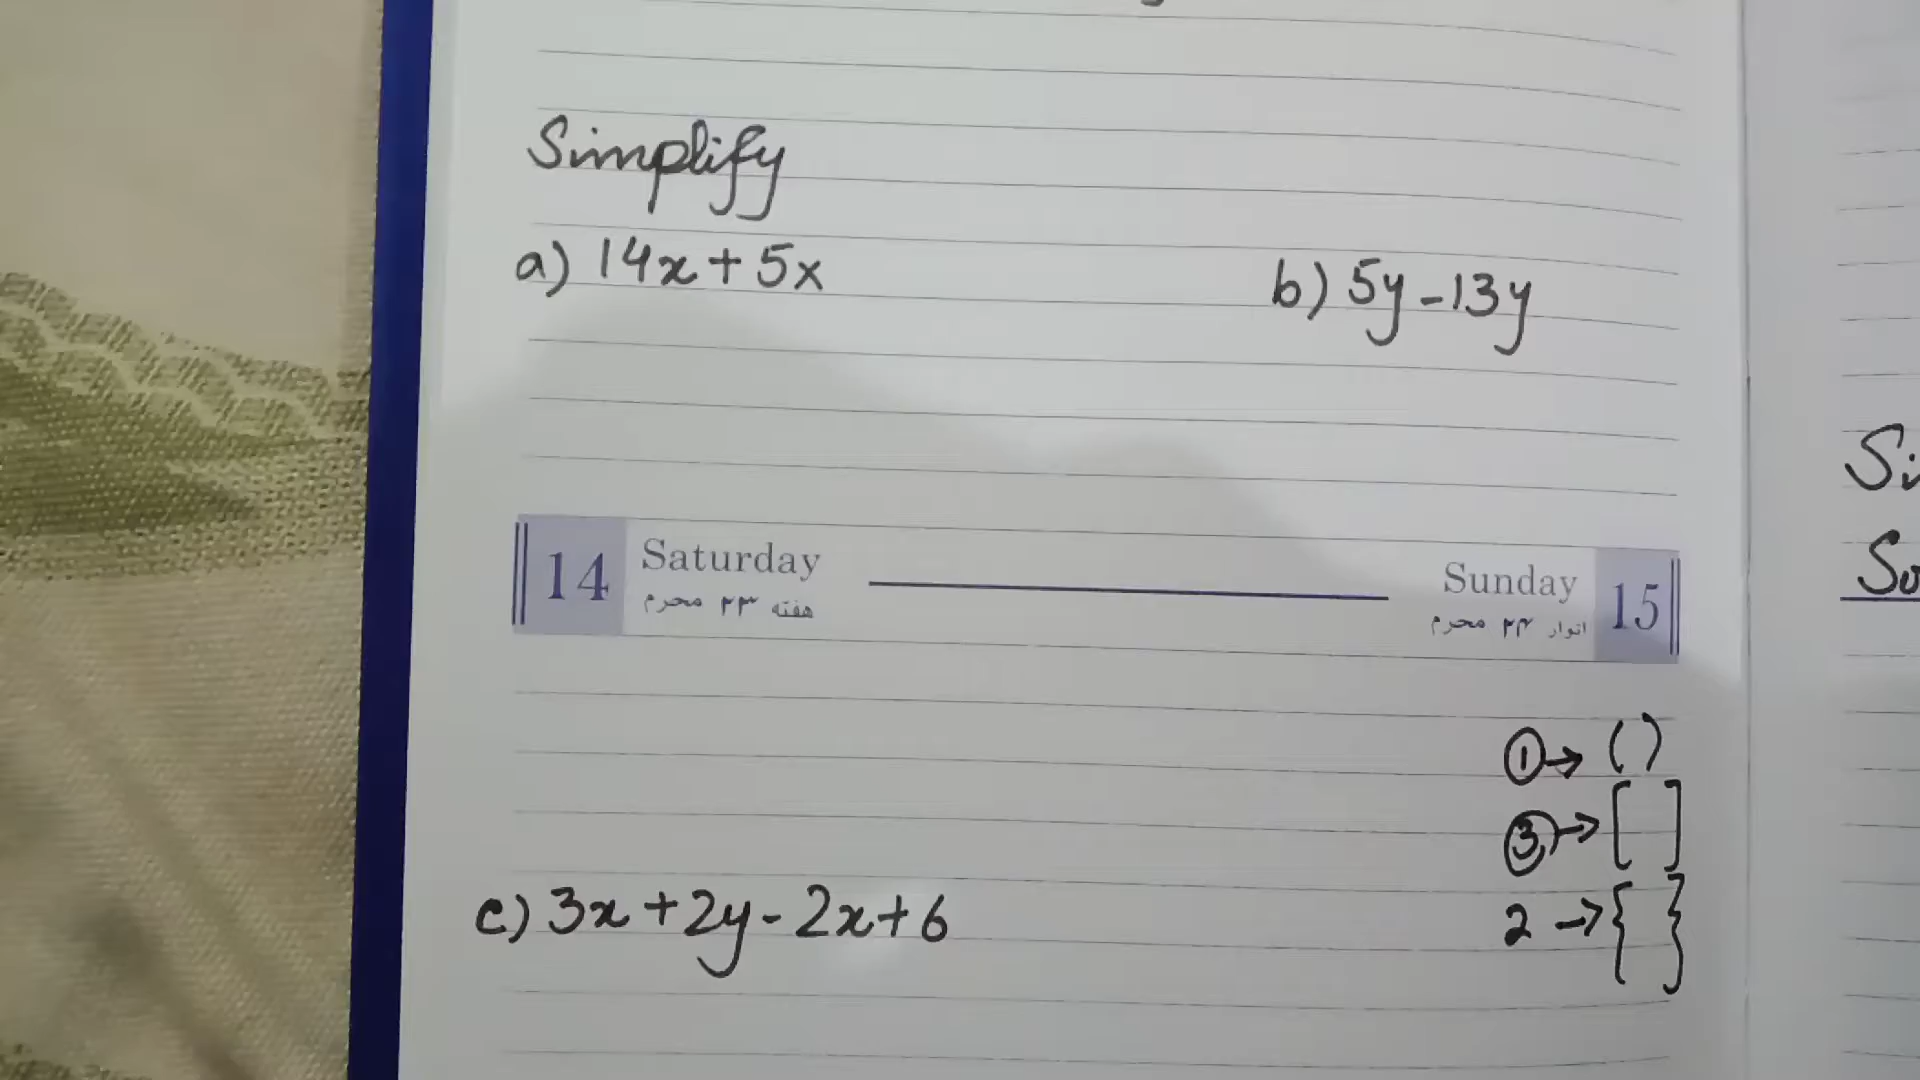 Simplify
a) 14x + 5x
b) 5y - 13y
14 Saturday
هفته ۲۳ محرم
Sunday 15
اتوار ۲۴ محرم
① → ( )
③ → [ ]
2 → { }
c) 3x + 2y - 2x + 6